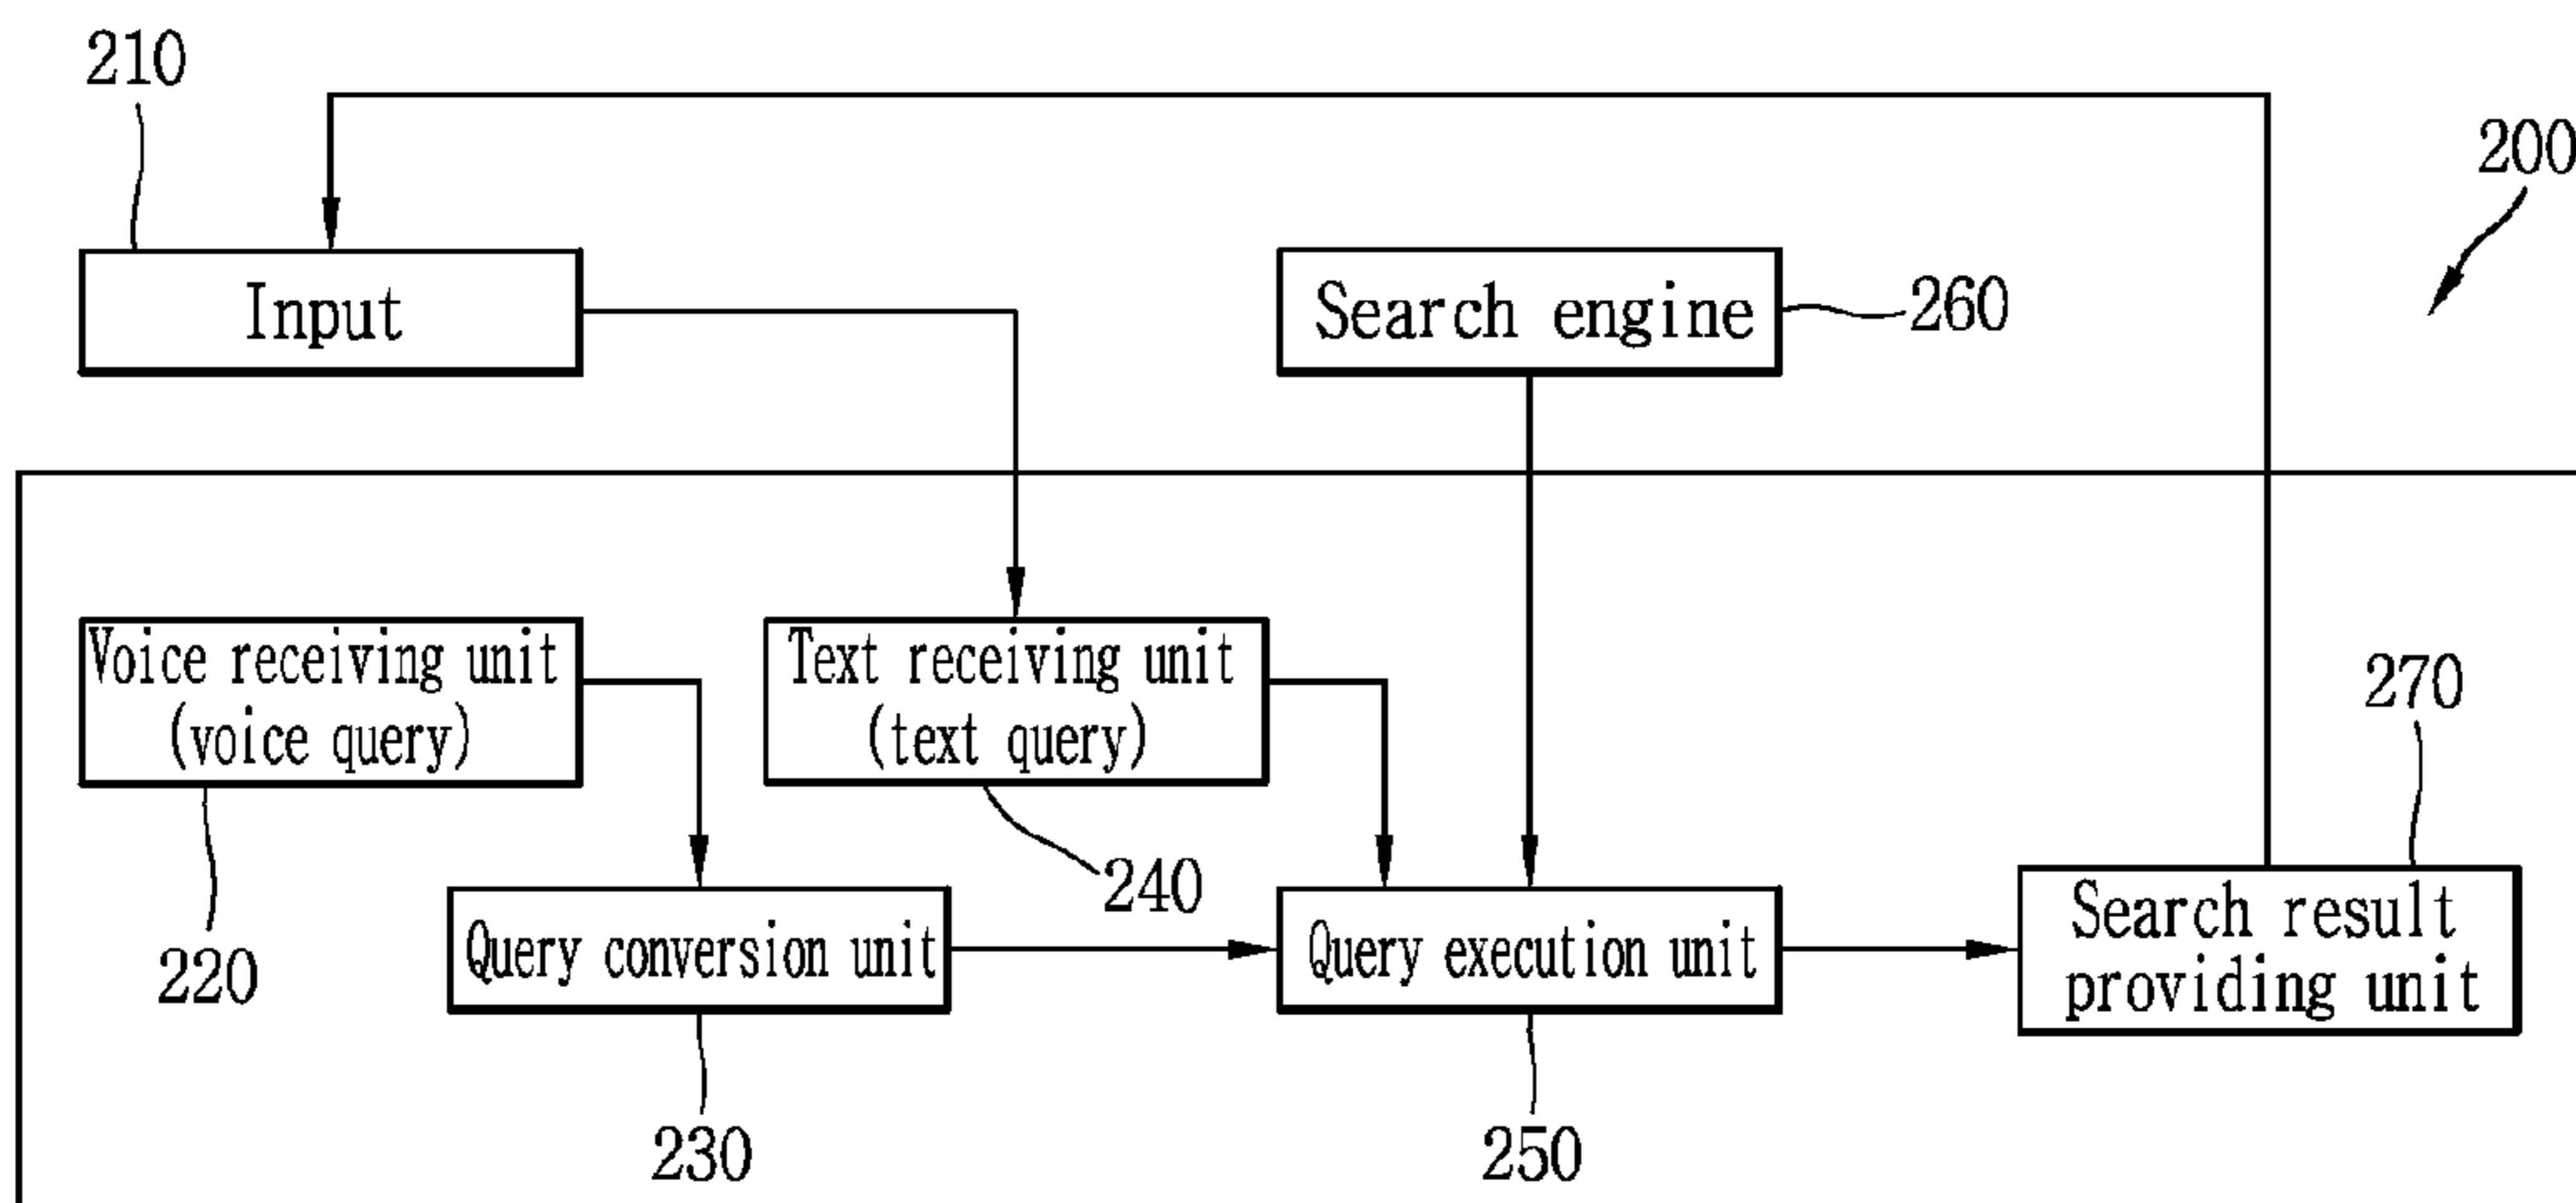 210
200
Input
Search engine
260
Voice receiving unit
(voice query)
Text receiving unit
(text query)
270
220
Query conversion unit
240
Query execution unit
Search result
providing unit
230
250